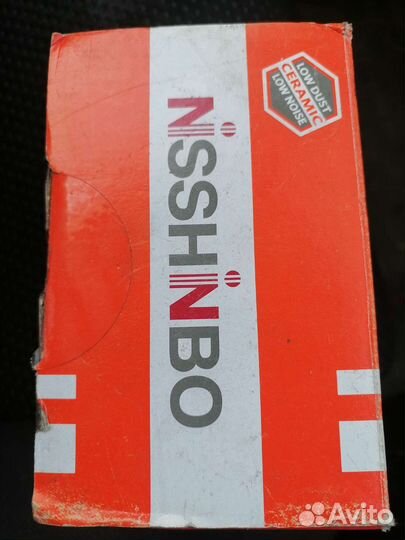 NiSSHiNBO
LOW DUST
CERAMIC
LOW NOISE
Avito